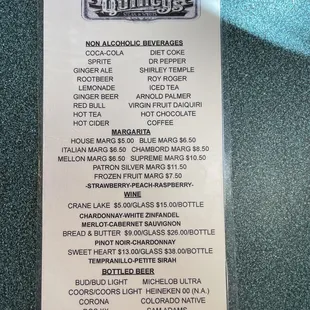 Quincy's
NON ALCOHOLIC BEVERAGES
COCA-COLA DIET COKE
SPRITE DR PEPPER
GINGER ALE SHIRLEY TEMPLE
ROOTBEER ROY ROGER
LEMONADE ICED TEA
GINGER BEER ARNOLD PALMER
RED BULL VIRGIN FRUIT DAIQUIRI
HOT TEA HOT CHOCOLATE
HOT CIDER COFFEE
MARGARITA
HOUSE MARG $5.00 BLUE MARG $6.50
ITALIAN MARG $6.50 CHAMBORD MARG $8.50
MELLON MARG $6.50 SUPREME MARG $10.50
PATRON SILVER MARG $11.50
FROZEN FRUIT MARG $7.50
-STRAWBERRY-PEACH-RASPBERRY-
WINE
CRANE LAKE $5.00/GLASS $15.00/BOTTLE
CHARDONNAY-WHITE ZINFANDEL
MERLOT-CABERNET SAUVIGNON
BREAD & BUTTER $9.00/GLASS $26.00/BOTTLE
PINOT NOIR-CHARDONNAY
SWEET HEART $13.00/GLASS $38.00/BOTTLE
TEMPRANILLO-PETITE SIRAH
BOTTLED BEER
BUD/BUD LIGHT MICHELOB ULTRA
COORS/COORS LIGHT HEINEKEN 00 (N.A.)
CORONA COLORADO NATIVE
SAM ADAMS